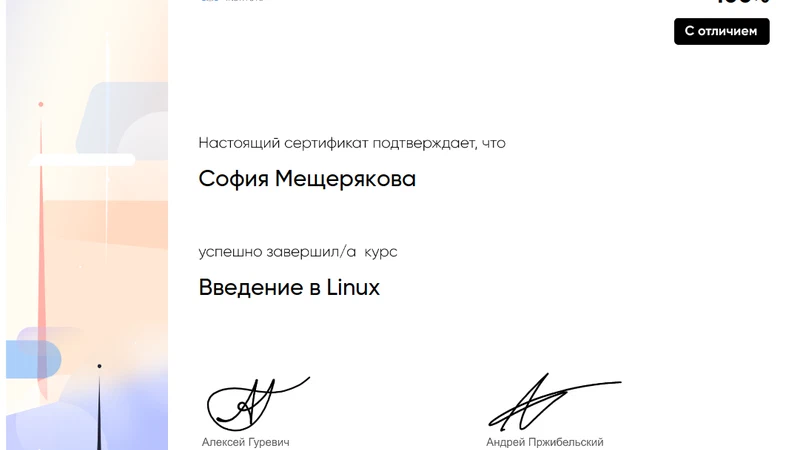 С отличием
Настоящий сертификат подтверждает, что
София Мещерякова
успешно завершил/а курс
Введение в Linux
Алексей Гуревич
Андрей Пржибельский